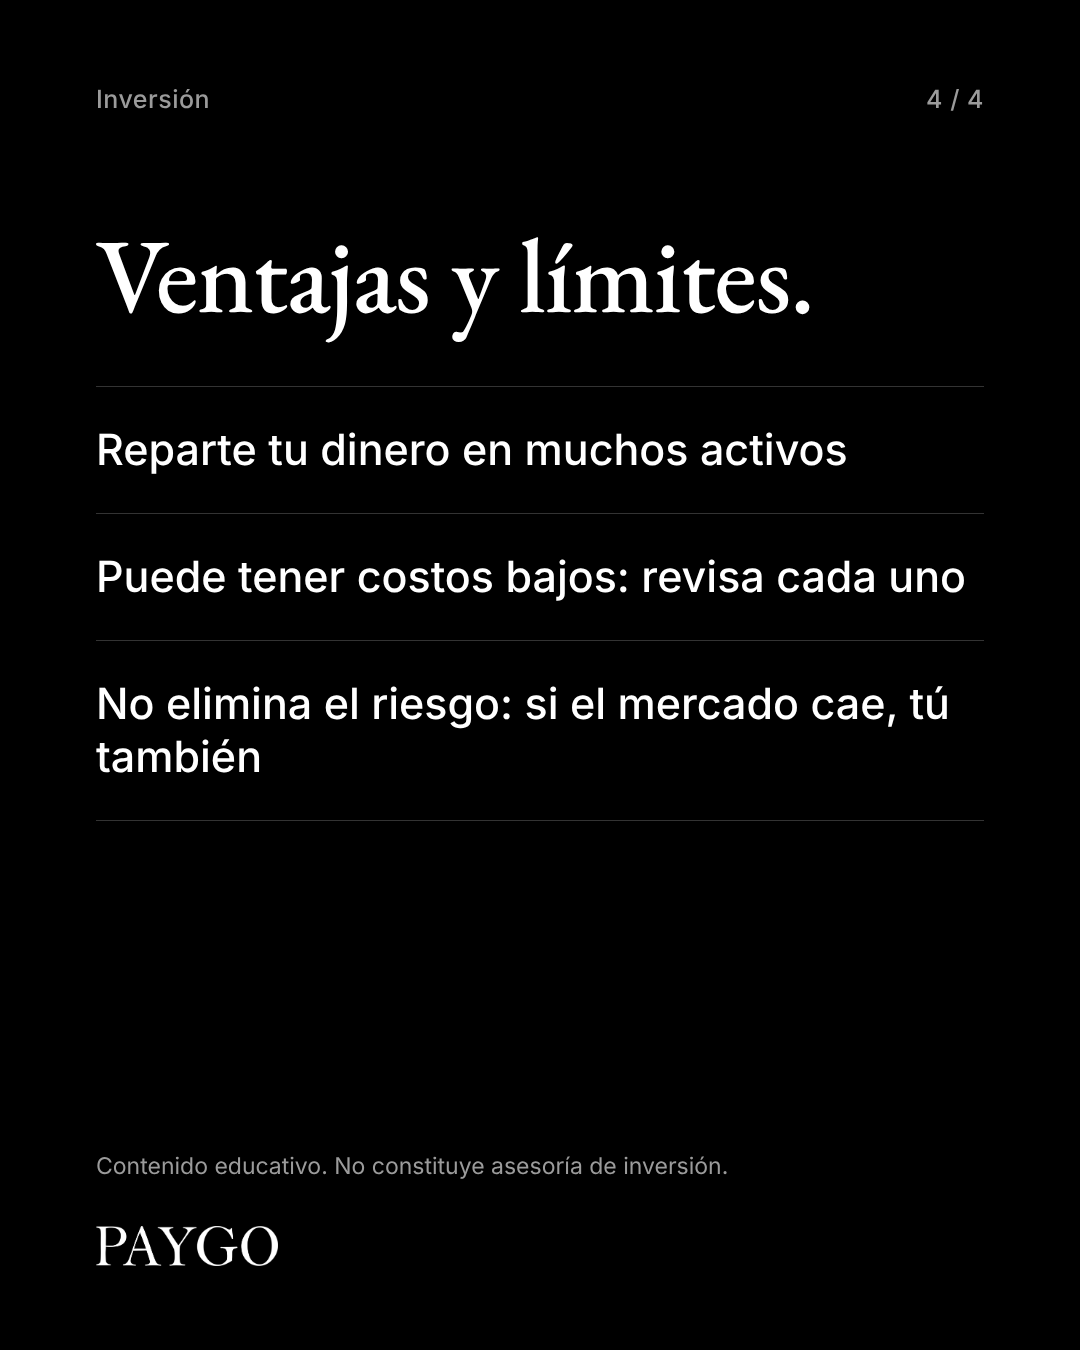 Inversión
4 / 4
Ventajas y límites.
Reparte tu dinero en muchos activos
Puede tener costos bajos: revisa cada uno
No elimina el riesgo: si el mercado cae, tú
también
Contenido educativo. No constituye asesoría de inversión.
PAYGO